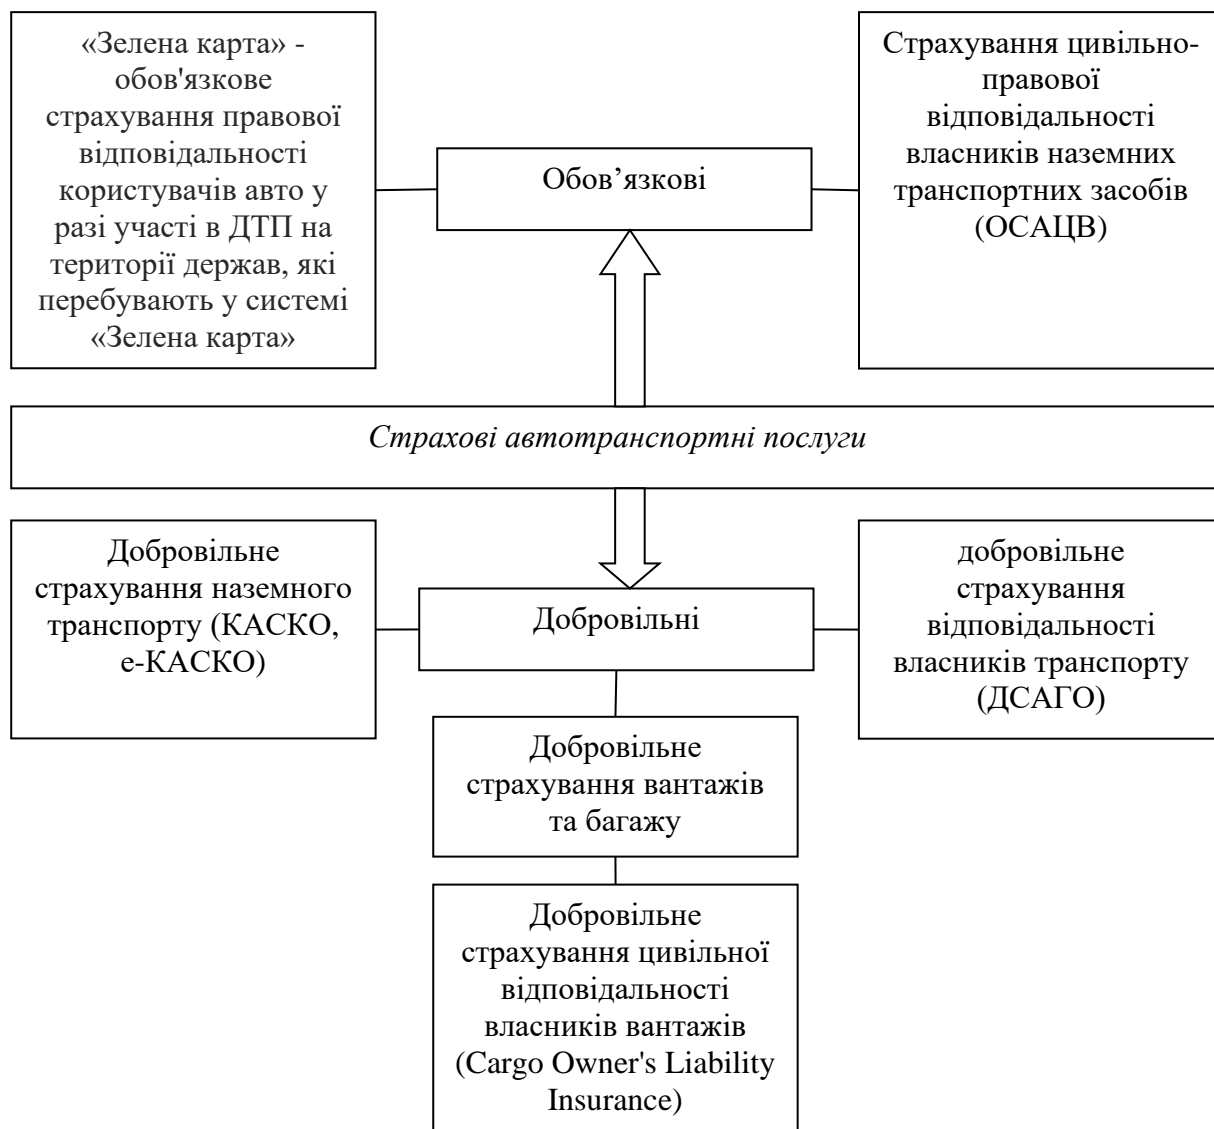 «Зелена карта» -
обов'язкове
страхування правової
відповідальності
користувачів авто у
разі участі в ДТП на
території держав, які
перебувають у системі
«Зелена карта»
Обов’язкові
Страхування цивільно-
правової
відповідальності
власників наземних
транспортних засобів
(ОСАЦВ)
Страхові автотранспортні послуги
Добровільне
страхування наземного
транспорту (КАСКО,
е-КАСКО)
Добровільні
добровільне
страхування
відповідальності
власників транспорту
(ДСАГО)
Добровільне
страхування вантажів
та багажу
Добровільне
страхування цивільної
відповідальності
власників вантажів
(Cargo Owner's Liability
Insurance)